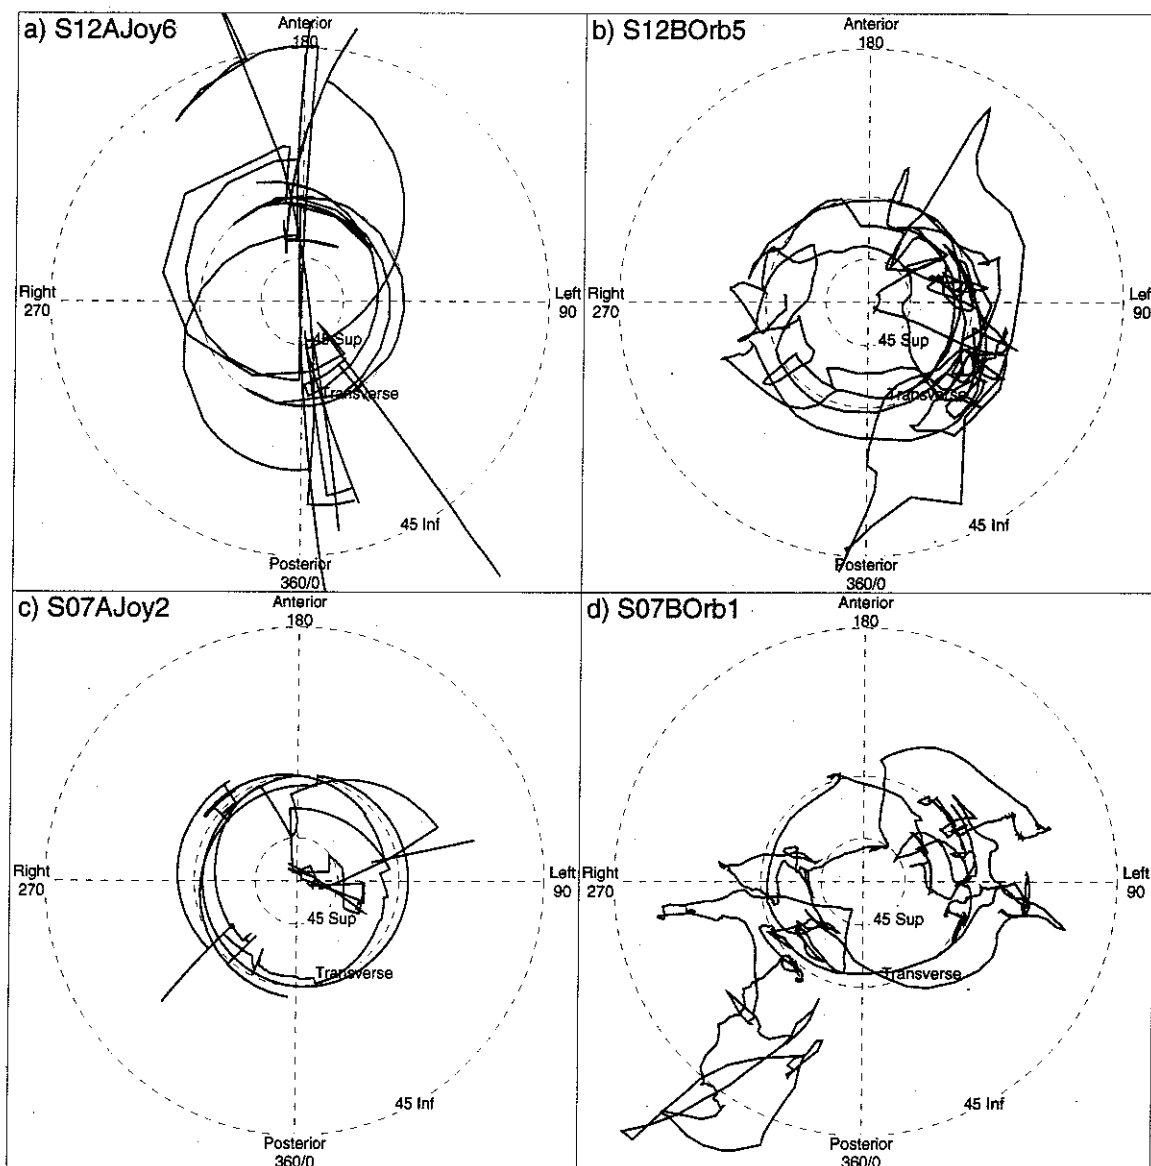 a) S12AJoy6
Anterior
180
Right
270
Left
90
45 Sup
Transverse
45 Inf
Posterior
360/0
b) S12BOrb5
Anterior
180
Right
270
Left
90
45 Sup
Transverse
45 Inf
Posterior
360/0
c) S07AJoy2
Anterior
180
Right
270
Left
90
45 Sup
Transverse
45 Inf
Posterior
360/0
d) S07BOrb1
Anterior
180
Right
270
Left
90
45 Sup
Transverse
45 Inf
Posterior
360/0